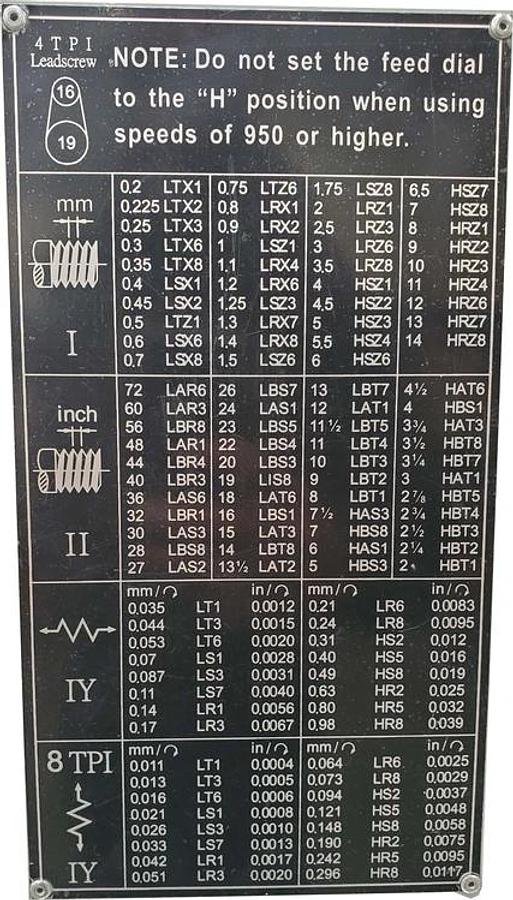 4 TPI
Leadscrew
16
19
NOTE: Do not set the feed dial
to the “H” position when using
speeds of 950 or higher.
mm
I
0,2 LTX1 0,75 LTZ6 1,75 LSZ8 6,5 HSZ7
0,225 LTX2 0,8 LRX1 2 LRZ1 7 HSZ8
0,25 LTX3 0,9 LRX2 2,5 LRZ3 8 HRZ1
0,3 LTX6 1 LSZ1 3 LRZ6 9 HRZ2
0,35 LTX8 1,1 LRX4 3,5 LRZ8 10 HRZ3
0,4 LSX1 1,2 LRX6 4 HSZ1 11 HRZ4
0,45 LSX2 1,25 LSZ3 4,5 HSZ2 12 HRZ6
0,5 LTZ1 1,3 LRX7 5 HSZ3 13 HRZ7
0,6 LSX6 1,4 LRX8 5,5 HSZ4 14 HRZ8
0,7 LSX8 1,5 LSZ6 6 HSZ6
inch
II
72 LAR6 26 LBS7 13 LBT7 4½ HAT6
60 LAR3 24 LAS1 12 LAT1 4 HBS1
56 LBR8 23 LBS5 11½ LBT5 3¾ HAT3
48 LAR1 22 LBS4 11 LBT4 3½ HBT8
44 LBR4 20 LBS3 10 LBT3 3¼ HBT7
40 LBR3 19 LIS8 9 LBT2 3 HAT1
36 LAS6 18 LAT6 8 LBT1 2⅞ HBT5
32 LBR1 16 LBS1 7½ HAS3 2¾ HBT4
30 LAS3 15 LAT3 7 HBS8 2½ HBT3
28 LBS8 14 LBT8 6 HAS1 2¼ HBT2
27 LAS2 13½ LAT2 5 HBS3 2 HBT1
IY
mm/ in/ mm/ in/
0,035 LT1 0,0012 0,21 LR6 0,0083
0,044 LT3 0,0015 0,24 LR8 0,0095
0,053 LT6 0,0020 0,31 HS2 0,012
0,07 LS1 0,0028 0,40 HS5 0,016
0,087 LS3 0,0031 0,49 HS8 0,019
0,11 LS7 0,0040 0,63 HR2 0,025
0,14 LR1 0,0056 0,80 HR5 0,032
0,17 LR3 0,0067 0,98 HR8 0,039
8 TPI
IY
mm/ in/ mm/ in/
0,011 LT1 0,0004 0,064 LR6 0,0025
0,013 LT3 0,0005 0,073 LR8 0,0029
0,016 LT6 0,0006 0,094 HS2 0,0037
0,021 LS1 0,0008 0,121 HS5 0,0048
0,026 LS3 0,0010 0,148 HS8 0,0058
0,033 LS7 0,0013 0,190 HR2 0,0075
0,042 LR1 0,0017 0,242 HR5 0,0095
0,051 LR3 0,0020 0,296 HR8 0,0117